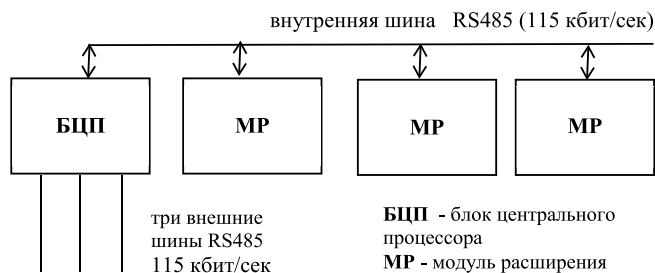 внутренняя шина RS485 (115 кбит/сек)
БЦП
МР
МР
МР
три внешние
шины RS485
115 кбит/сек
БЦП - блок центрального
процессора
МР - модуль расширения